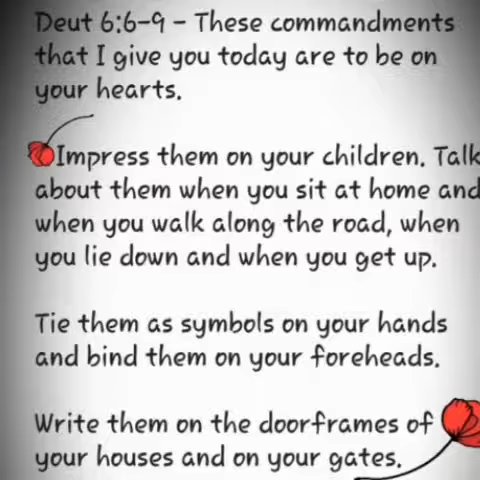 Deut 6:6-9 - These commandments
that I give you today are to be on
your hearts.
Impress them on your children. Talk
about them when you sit at home and
when you walk along the road, when
you lie down and when you get up.
Tie them as symbols on your hands
and bind them on your foreheads.
Write them on the doorframes of
your houses and on your gates.